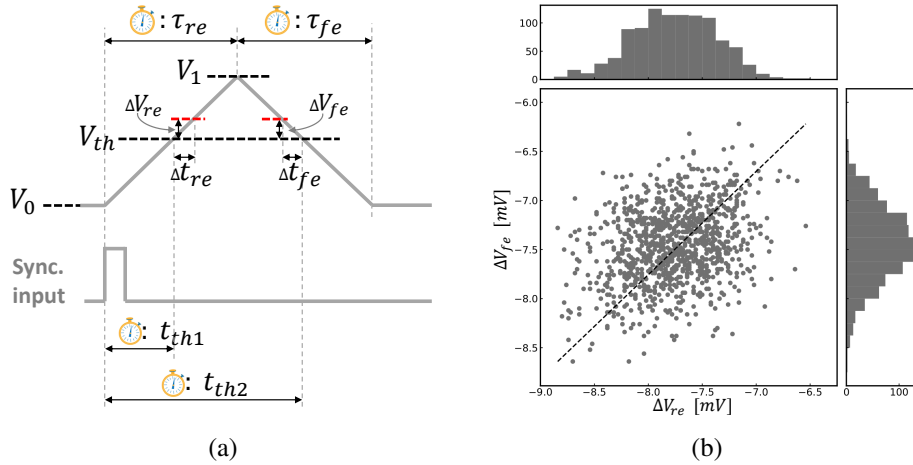 : τre
: τfe
V1
ΔVre
ΔVfe
Vth
Δtre
Δtfe
V0
Sync.
input
: tth1
: tth2
(a)
100
50
0
−6.0
−6.5
−7.0
−7.5
−8.0
−8.5
ΔVfe [mV]
−9.0 −8.5 −8.0 −7.5 −7.0 −6.5
ΔVre [mV]
0 100
(b)